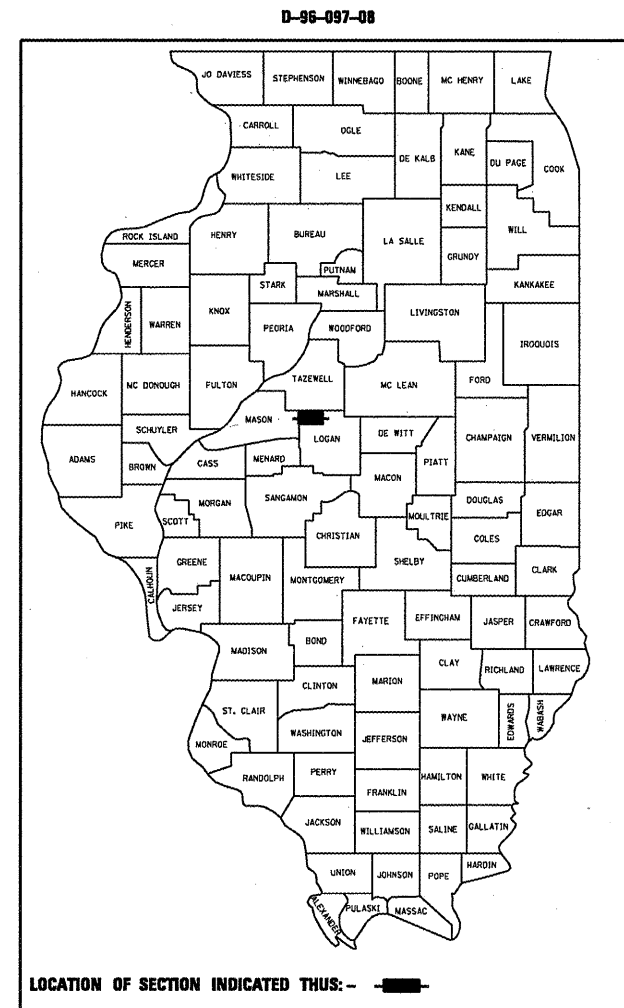 D-96-097-08
JO DAVIESS STEPHENSON WINNEBAGO BOONE MC HENRY LAKE
CARROLL OGLE DE KALB KANE DU PAGE COOK
WHITESIDE LEE
KENDALL
ROCK ISLAND HENRY BUREAU LA SALLE WILL
MERCER PUTNAM GRUNDY
STARK MARSHALL KANKAKEE
HENDERSON WARREN KNOX PEORIA WOODFORD LIVINGSTON IROQUOIS
HANCOCK MC DONOUGH FULTON TAZEWELL MC LEAN FORD
MASON
SCHUYLER LOGAN DE WITT CHAMPAIGN VERMILION
ADAMS BROWN CASS MENARD MACON PIATT
PIKE SCOTT MORGAN SANGAMON CHRISTIAN MOULTRIE DOUGLAS EDGAR
COLES
CALHOUN GREENE MACOUPIN MONTGOMERY SHELBY CUMBERLAND CLARK
JERSEY
MADISON BOND FAYETTE EFFINGHAM JASPER CRAWFORD
CLINTON MARION CLAY RICHLAND LAWRENCE
ST. CLAIR WASHINGTON WAYNE EDWARDS WABASH
MONROE JEFFERSON
RANDOLPH PERRY HAMILTON WHITE
FRANKLIN
JACKSON WILLIAMSON SALINE GALLATIN
UNION JOHNSON POPE HARDIN
ALEXANDER PULASKI MASSAC
LOCATION OF SECTION INDICATED THUS:-